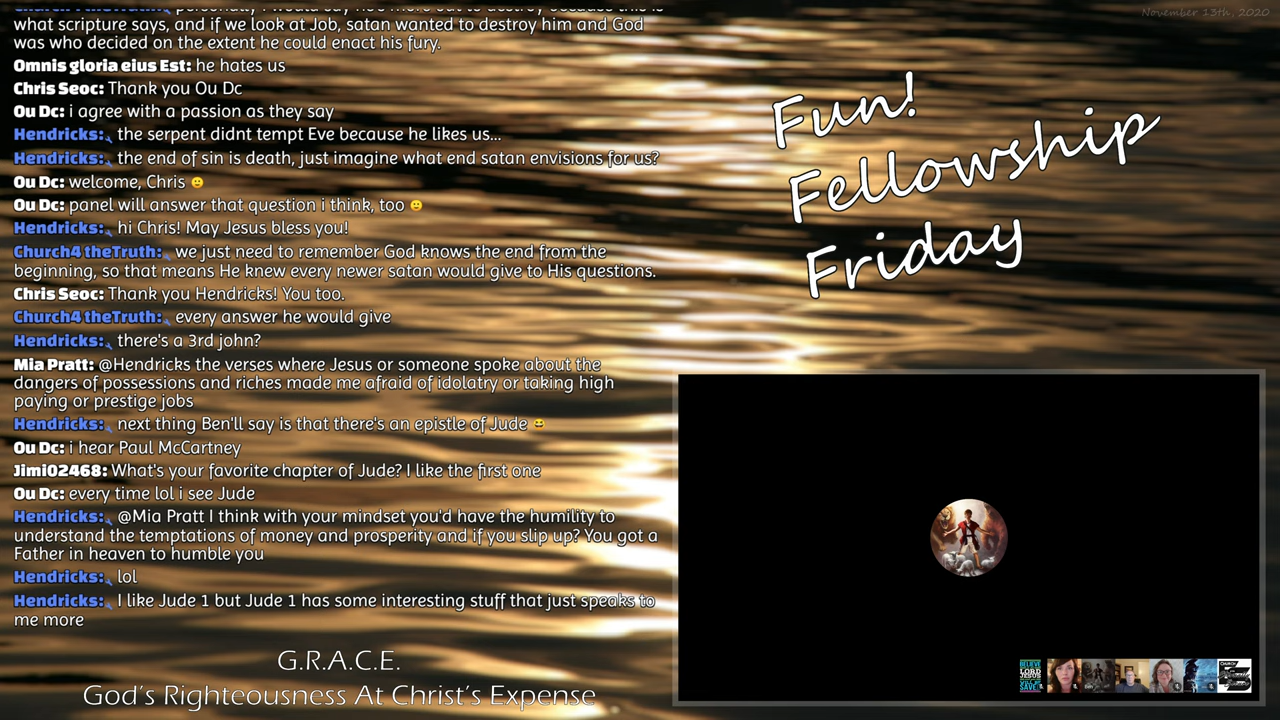 November 13th, 2020
what scripture says, and if we look at Job, satan wanted to destroy him and God
was who decided on the extent he could enact his fury.
Omnis gloria eius Est: he hates us
Chris Seoc: Thank you Ou Dc
Ou Dc: i agree with a passion as they say
Hendricks: the serpent didnt tempt Eve because he likes us...
Hendricks: the end of sin is death, just imagine what end satan envisions for us?
Ou Dc: welcome, Chris 🙂
Ou Dc: panel will answer that question i think, too 🙂
Hendricks: hi Chris! May Jesus bless you!
Church4 theTruth: we just need to remember God knows the end from the
beginning, so that means He knew every newer satan would give to His questions.
Chris Seoc: Thank you Hendricks! You too.
Church4 theTruth: every answer he would give
Hendricks: there's a 3rd john?
Mia Pratt: @Hendricks the verses where Jesus or someone spoke about the
dangers of possessions and riches made me afraid of idolatry or taking high
paying or prestige jobs
Hendricks: next thing Ben'll say is that there's an epistle of Jude 😅
Ou Dc: i hear Paul McCartney
Jimi02468: What's your favorite chapter of Jude? I like the first one
Ou Dc: every time lol i see Jude
Hendricks: @Mia Pratt I think with your mindset you'd have the humility to
understand the temptations of money and prosperity and if you slip up? You got a
Father in heaven to humble you
Hendricks: lol
Hendricks: I like Jude 1 but Jude 1 has some interesting stuff that just speaks to
me more
G.R.A.C.E.
God's Righteousness At Christ's Expense
Fun!
Fellowship
Friday
BELIEVE
LORD
JESUS
SAVE